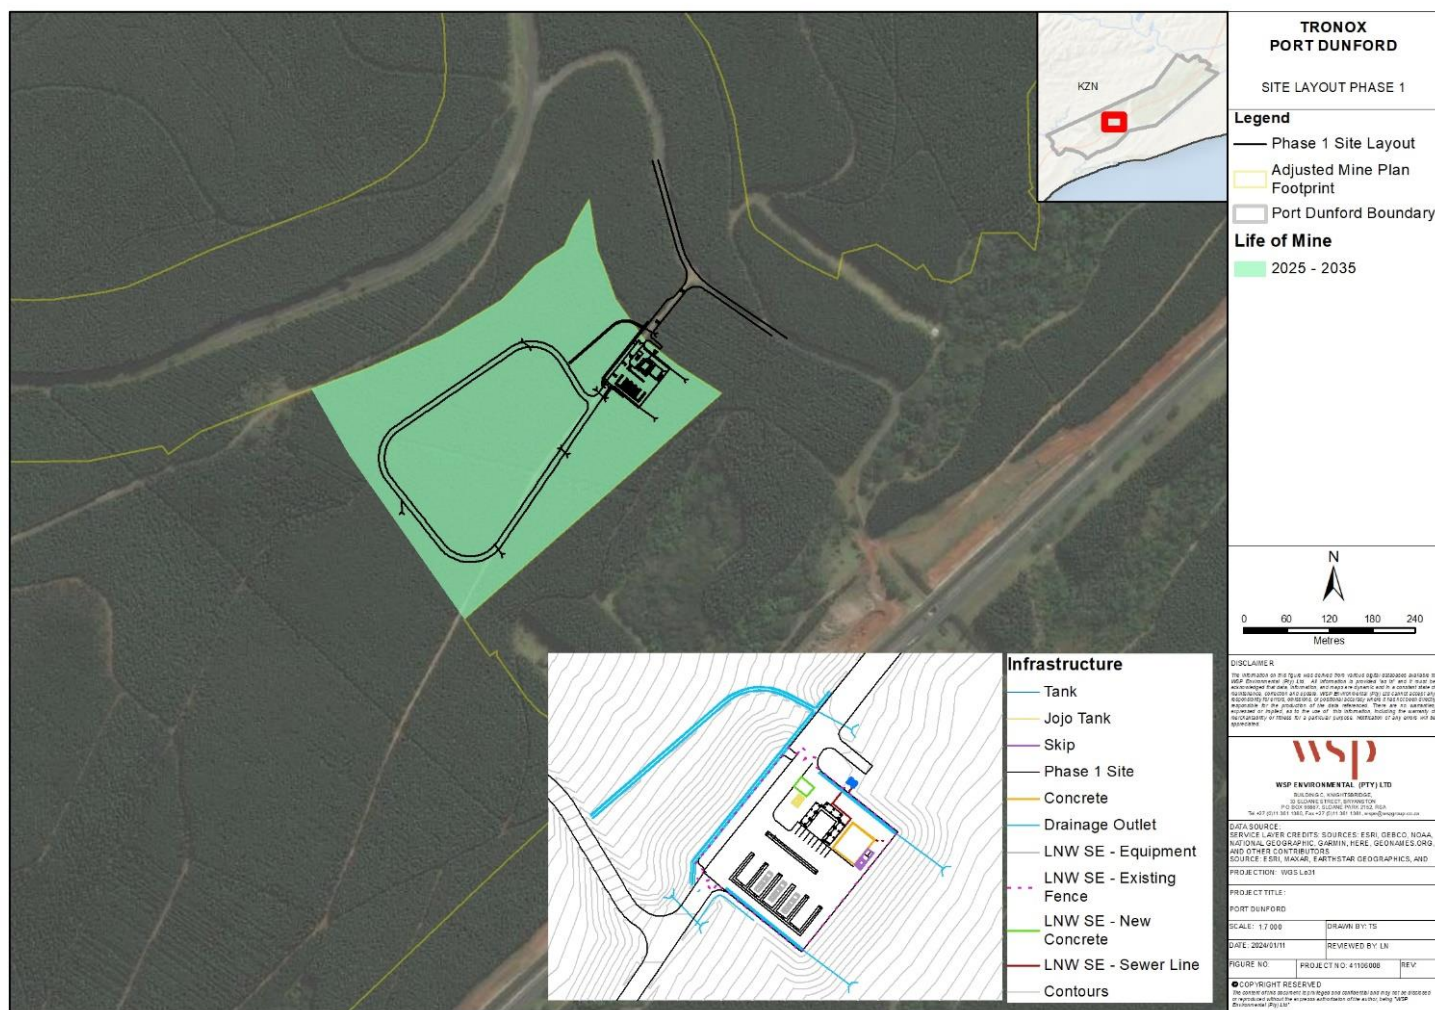 KZN
TRONOX
PORT DUNFORD
SITE LAYOUT PHASE 1
Legend
Phase 1 Site Layout
Adjusted Mine Plan
Footprint
Port Dunford Boundary
Life of Mine
2025 - 2035
N
0 60 120 180 240
Metres
Infrastructure
Tank
Jojo Tank
Skip
Phase 1 Site
Concrete
Drainage Outlet
LNW SE - Equipment
LNW SE - Existing
Fence
LNW SE - New
Concrete
LNW SE - Sewer Line
Contours
DISCLAIMER
wsp
WSP ENVIRONMENTAL (PTY) LTD
DATA SOURCE:
SERVICE LAYER CREDITS: SOURCES: ESRI, GEBCO, NOAA,
NATIONAL GEOGRAPHIC, GARMIN, HERE, GEONAMES.ORG,
AND OTHER CONTRIBUTORS
SOURCE: ESRI, MAXAR, EARTHSTAR GEOGRAPHICS, AND
PROJECTION: WGS Lo31
PROJECT TITLE:
PORT DUNFORD
SCALE: 1:7 000
DRAWN BY: TS
DATE: 2024/01/11
REVIEWED BY: LN
FIGURE NO:
PROJECT NO: 41106008
REV:
COPYRIGHT RESERVED